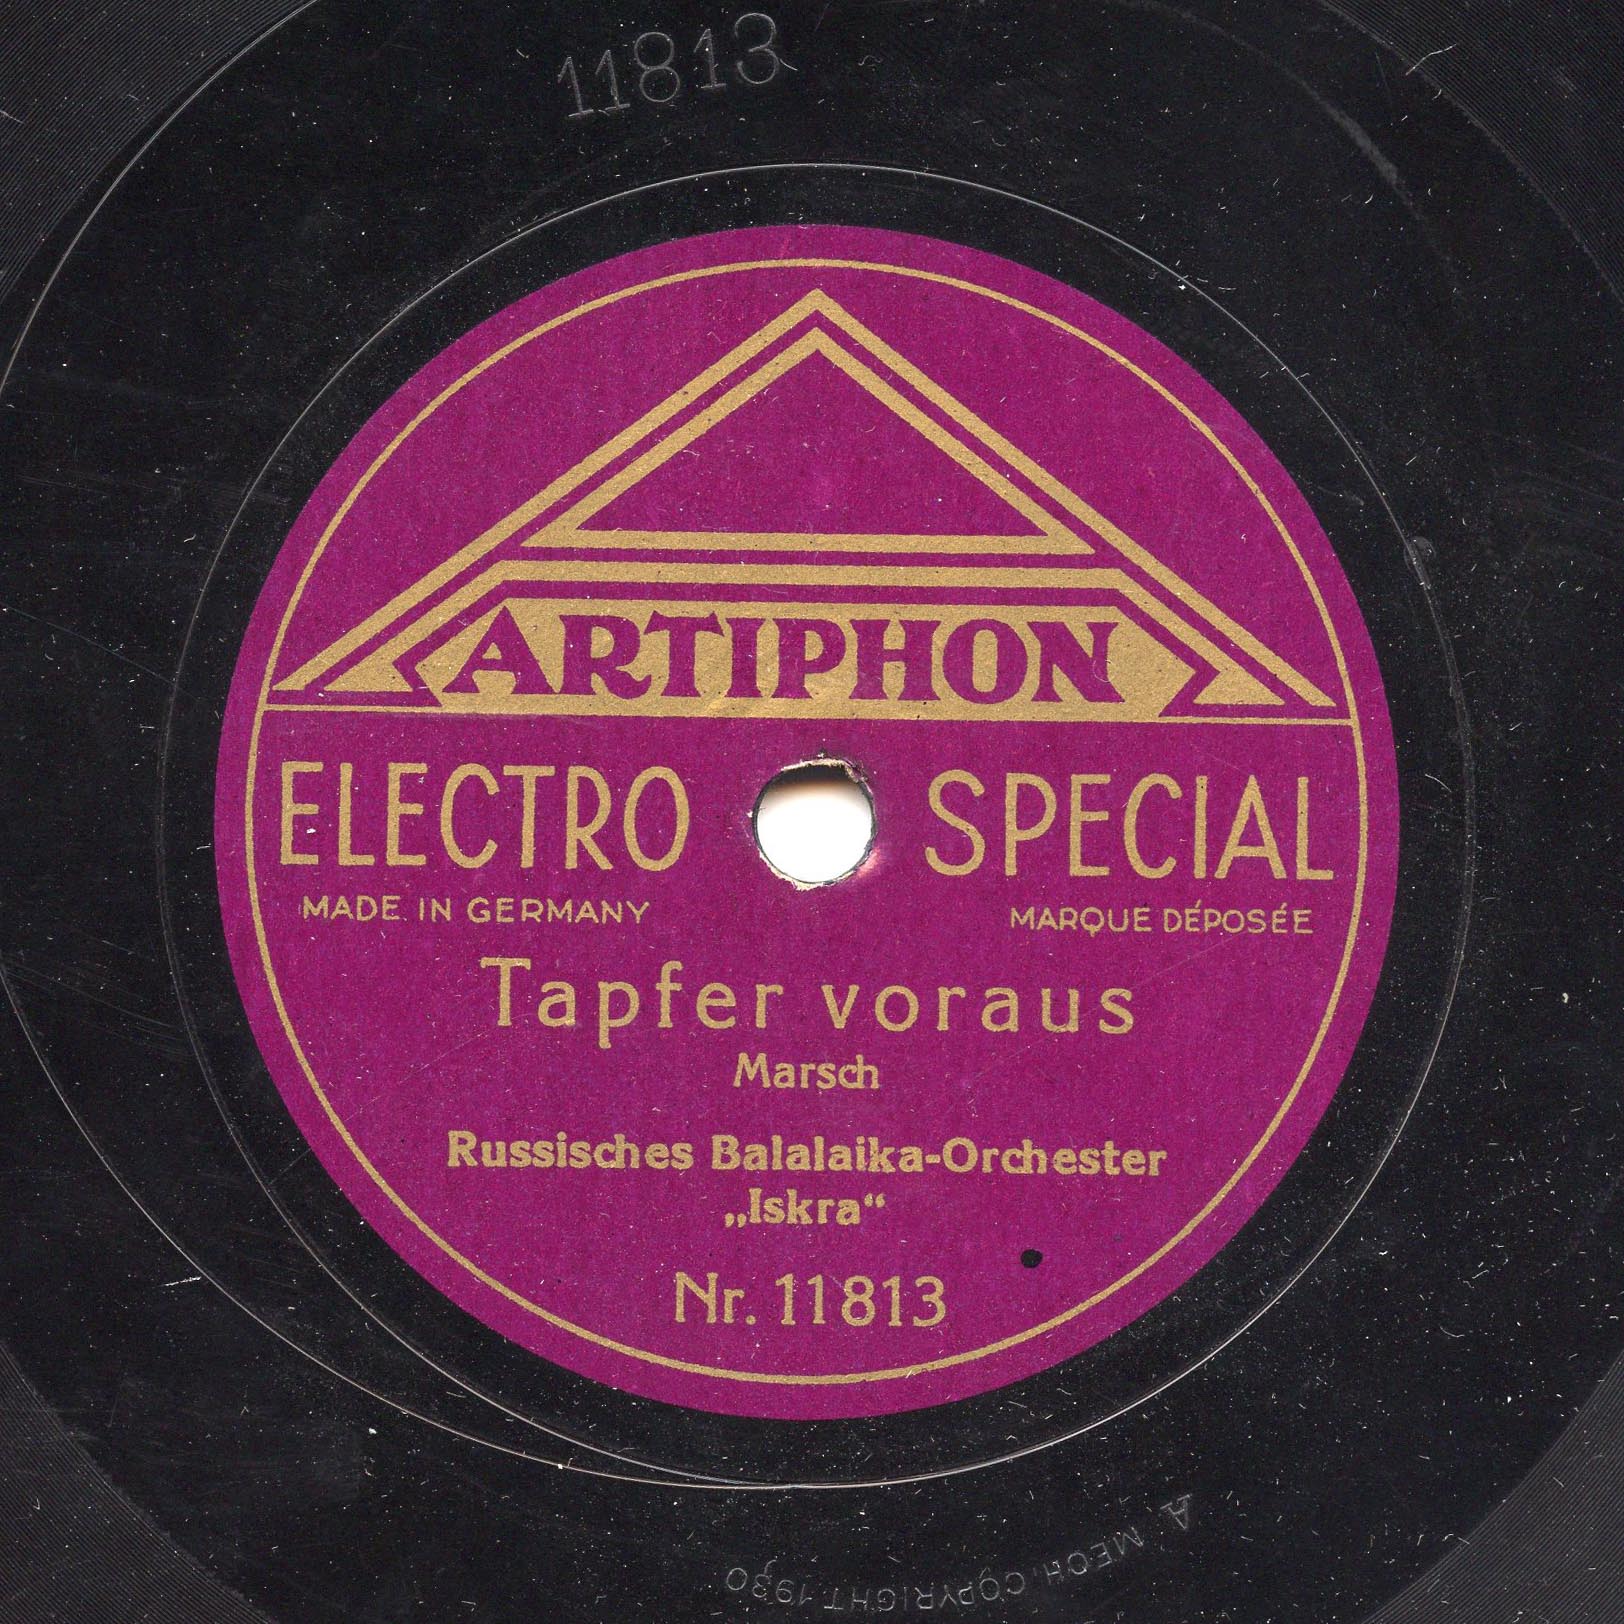 11813
ARTIPHON
ELECTRO SPECIAL
MADE IN GERMANY MARQUE DÉPOSÉE
Tapfer voraus
Marsch
Russisches Balalaika-Orchester
„Iskra“
Nr. 11813
A MECH. COPYRIGHT 1930